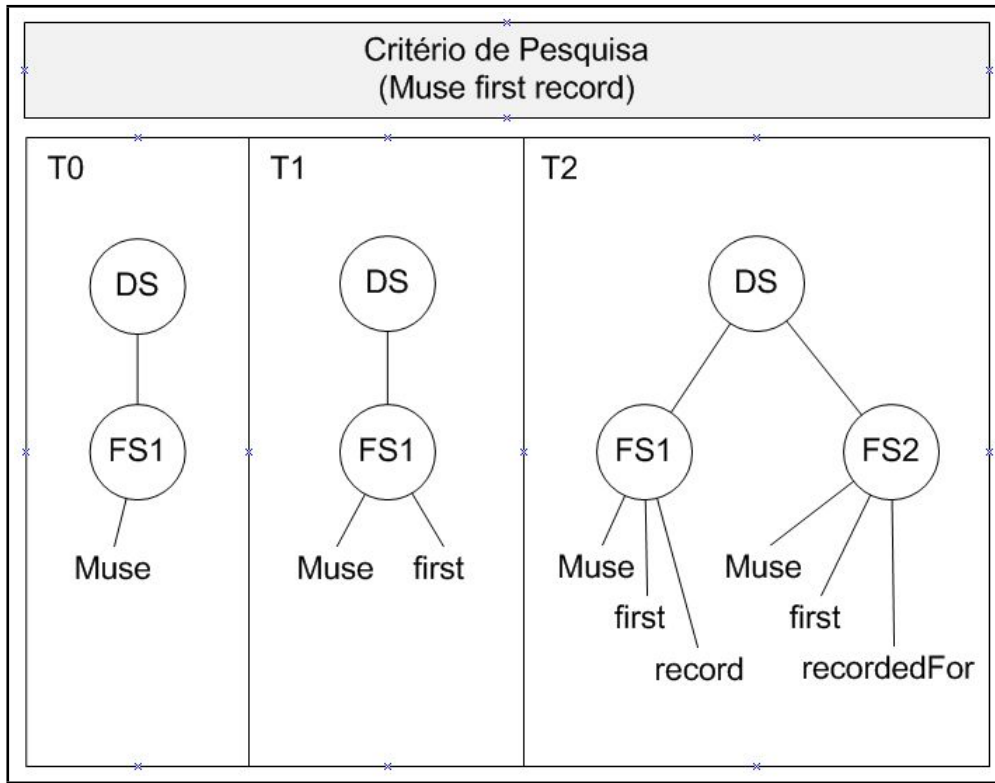 Critério de Pesquisa
(Muse first record)
T0
DS
FS1
Muse
T1
DS
FS1
Muse first
T2
DS
FS1 FS2
Muse Muse
first first
record recordedFor